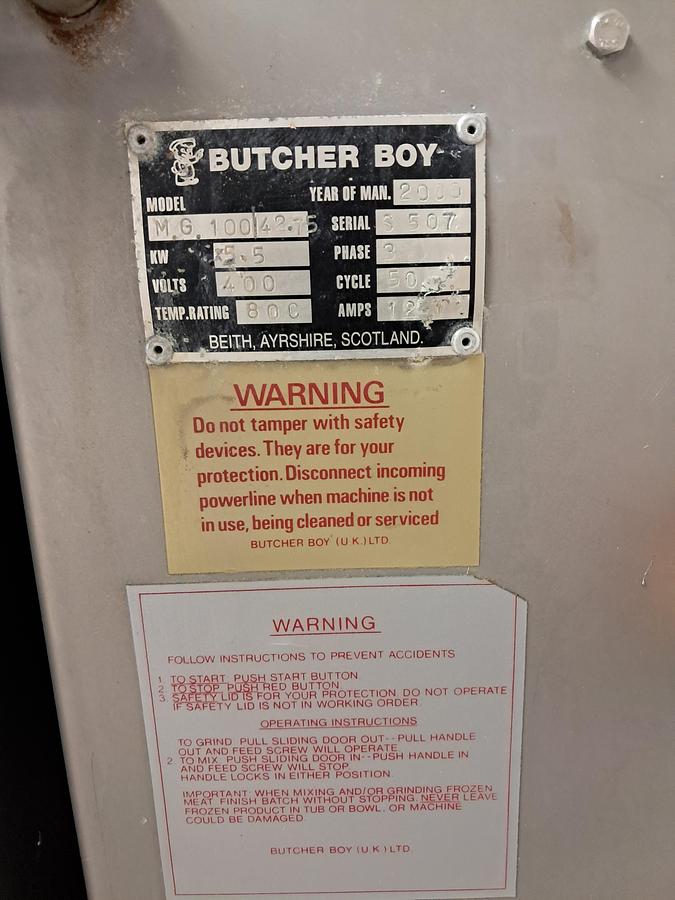 BUTCHER BOY
YEAR OF MAN. 2000
MODEL
M.G. 100/42.75 SERIAL S 507
KW 5.5 PHASE 3
VOLTS 400 CYCLE 50
TEMP.RATING 80C AMPS
BEITH, AYRSHIRE, SCOTLAND.
WARNING
Do not tamper with safety
devices. They are for your
protection. Disconnect incoming
powerline when machine is not
in use, being cleaned or serviced
BUTCHER BOY (U.K.) LTD.
WARNING
FOLLOW INSTRUCTIONS TO PREVENT ACCIDENTS
1. TO START PUSH START BUTTON.
2. TO STOP PUSH RED BUTTON.
3. SAFETY LID IS FOR YOUR PROTECTION. DO NOT OPERATE
IF SAFETY LID IS NOT IN WORKING ORDER.
OPERATING INSTRUCTIONS
TO GRIND PULL SLIDING DOOR OUT--PULL HANDLE
OUT AND FEED SCREW WILL OPERATE
2. TO MIX PUSH SLIDING DOOR IN--PUSH HANDLE IN
AND FEED SCREW WILL STOP.
HANDLE LOCKS IN EITHER POSITION.
IMPORTANT: WHEN MIXING AND/OR GRINDING FROZEN
MEAT FINISH BATCH WITHOUT STOPPING. NEVER LEAVE
FROZEN PRODUCT IN TUB OR BOWL, OR MACHINE
COULD BE DAMAGED.
BUTCHER BOY (U.K.) LTD.